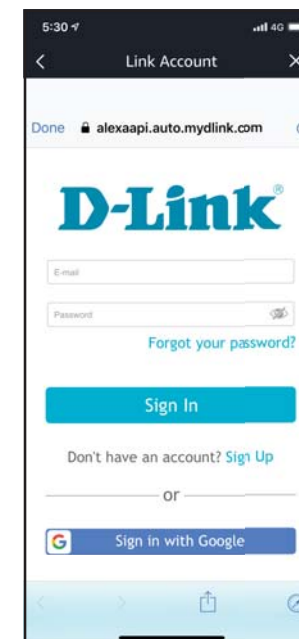 5:30 4G
Link Account
Done alexaapi.auto.mydlink.com
D-Link®
E-mail
Password
Forgot your password?
Sign In
Don't have an account? Sign Up
or
G Sign in with Google